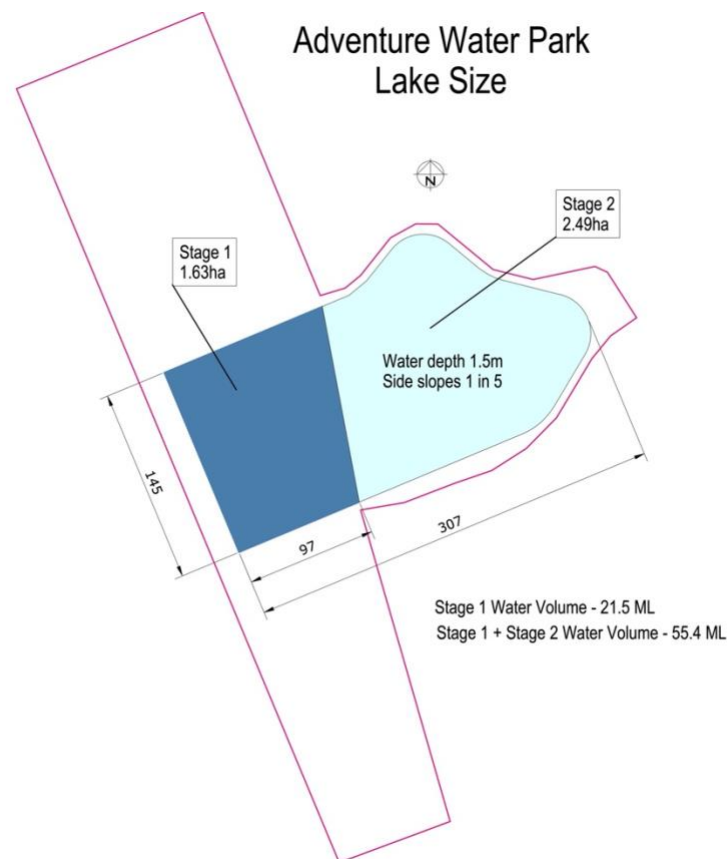 Adventure Water Park
Lake Size
N
Stage 2
2.49ha
Stage 1
1.63ha
Water depth 1.5m
Side slopes 1 in 5
145
97
307
Stage 1 Water Volume - 21.5 ML
Stage 1 + Stage 2 Water Volume - 55.4 ML